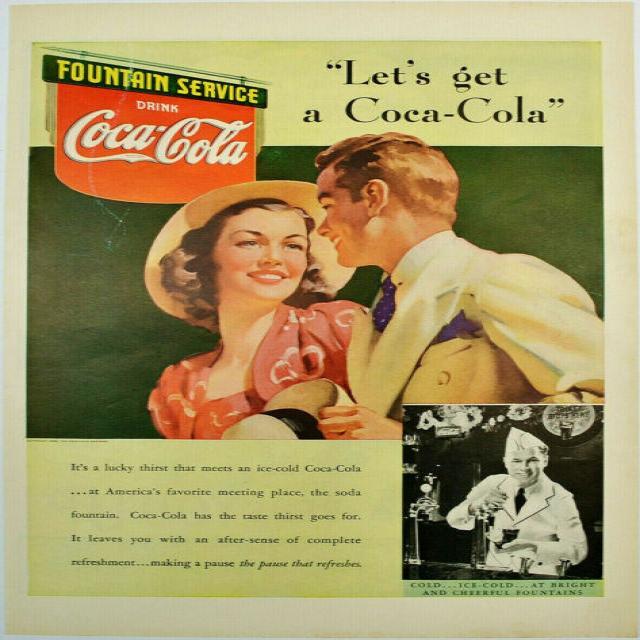 FOUNTAIN SERVICE
DRINK
Coca-Cola
“Let's get
a Coca-Cola”
It's a lucky thirst that meets an ice-cold Coca-Cola
...at America's favorite meeting place, the soda
fountain. Coca-Cola has the taste thirst goes for.
It leaves you with an after-sense of complete
refreshment...making a pause the pause that refreshes.
COLD...ICE-COLD...AT BRIGHT
AND CHEERFUL FOUNTAINS